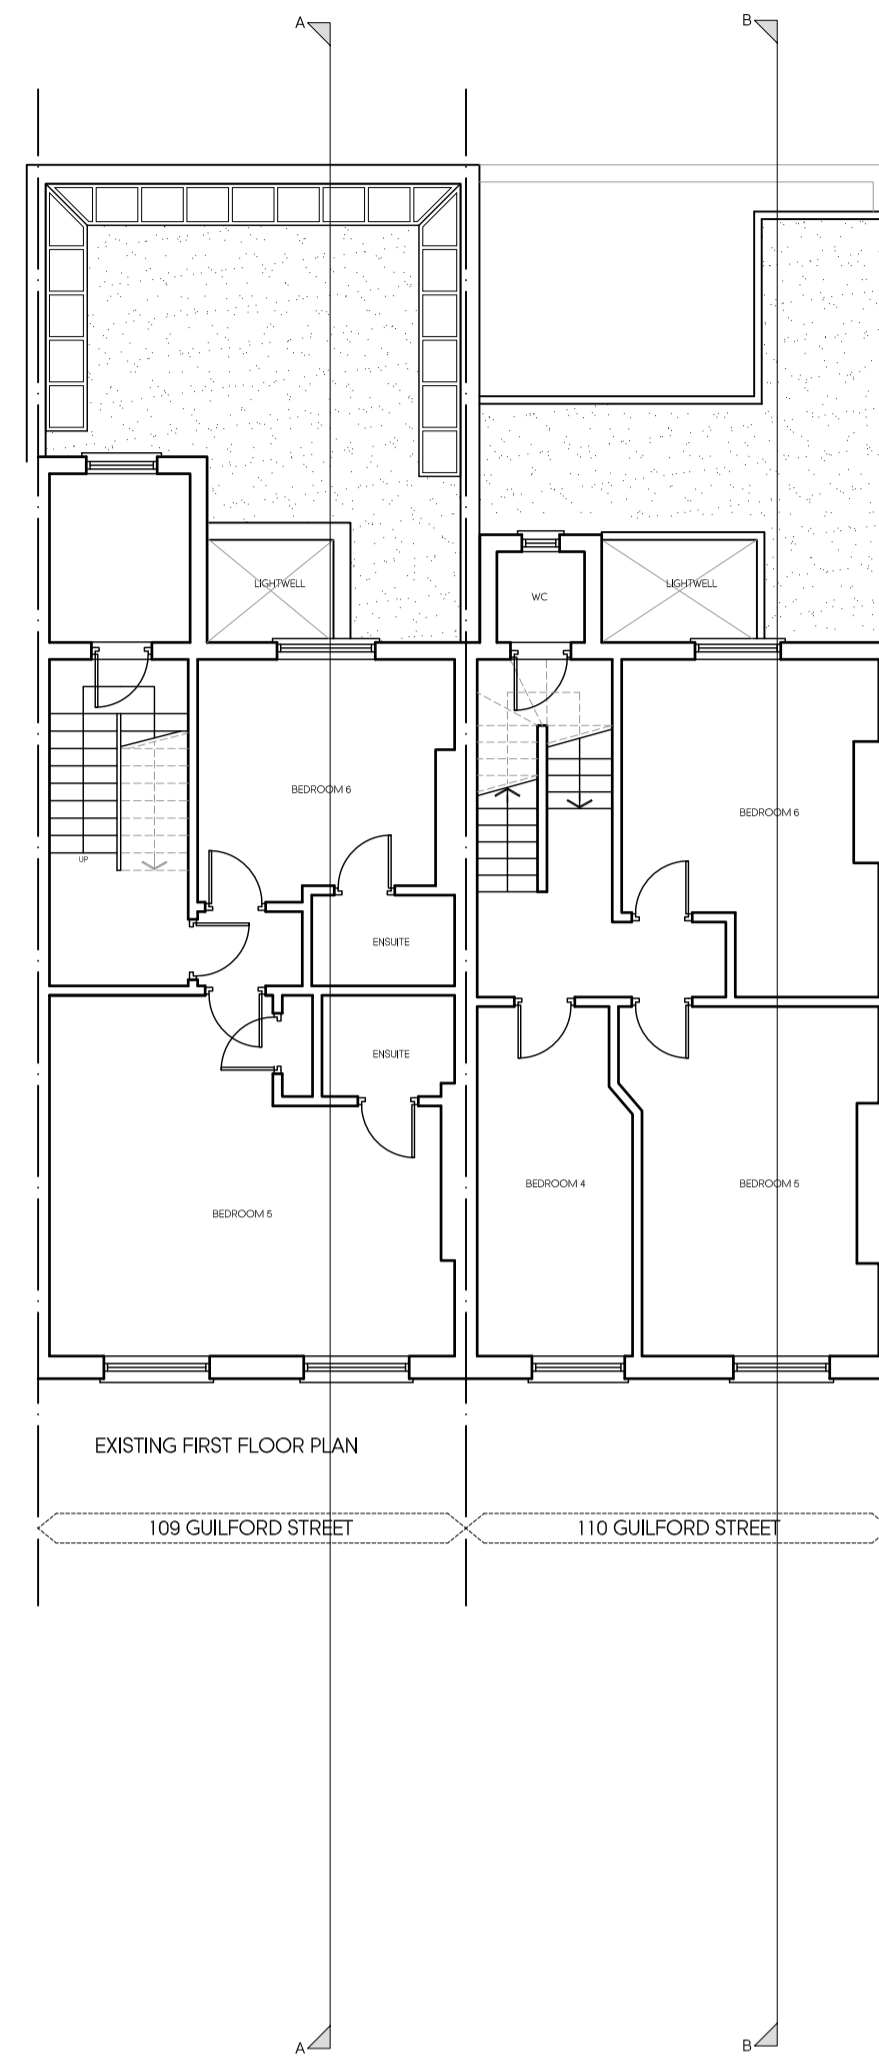 A
B
LIGHTWELL
WC
LIGHTWELL
BEDROOM 6
BEDROOM 6
UP
ENSUITE
ENSUITE
BEDROOM 4
BEDROOM 5
BEDROOM 5
EXISTING FIRST FLOOR PLAN
109 GUILFORD STREET
110 GUILFORD STREET
A
B